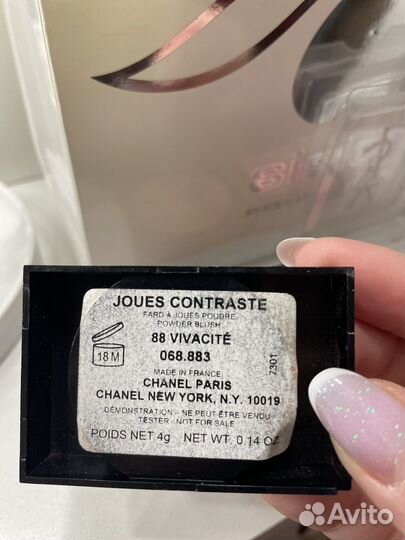 JOUES CONTRASTE
FARD À JOUES POUDRE
POWDER BLUSH
88 VIVACITÉ
068.883
18 M
7301
MADE IN FRANCE
CHANEL PARIS
CHANEL NEW YORK, N.Y. 10019
DÉMONSTRATION – NE PEUT ÊTRE VENDU
TESTER - NOT FOR SALE
POIDS NET 4g NET WT. 0.14 OZ
Avito